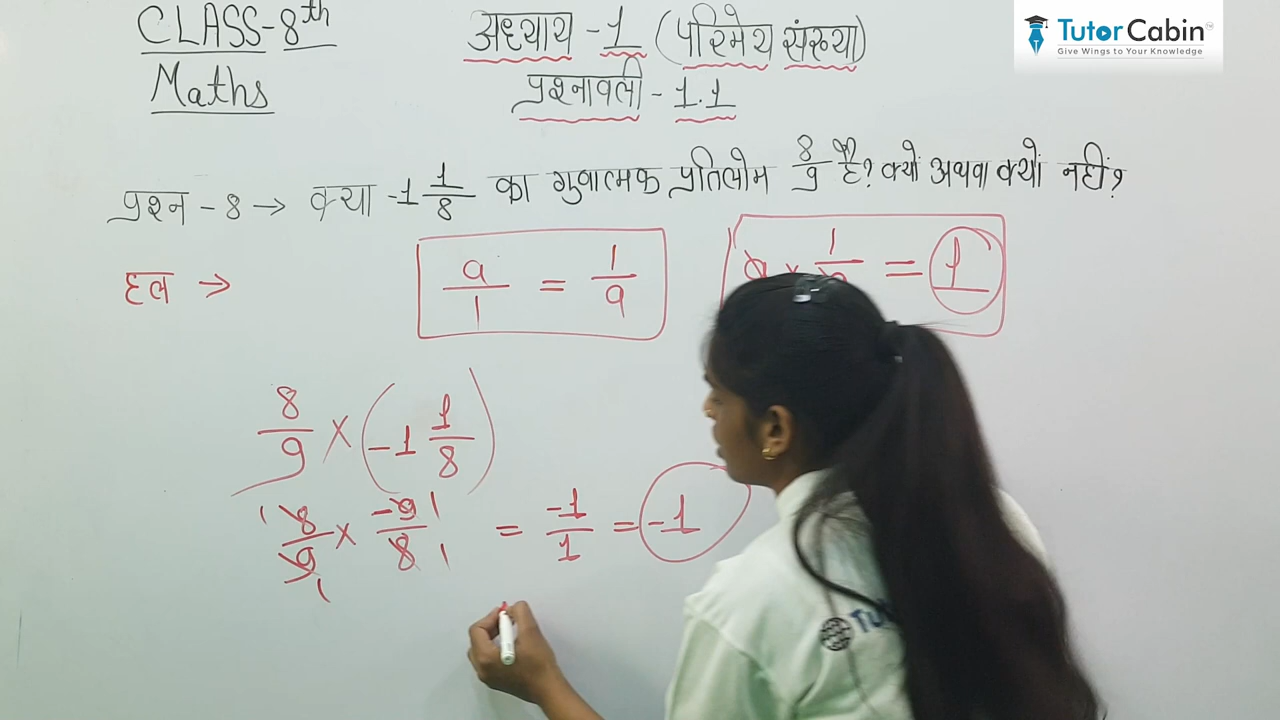 CLASS-8th
Maths
अध्याय - 1 (परिमेय संख्या)
प्रश्नावली - 1.1
TutorCabin
Give Wings to Your Knowledge
प्रश्न - 8 → क्या -1 1/8 का गुणात्मक प्रतिलोम 8/9 है? क्यों अथवा क्यों नहीं?
हल →
a/1 = 1/a
= 1
8/9 × (-1 1/8)
8/9 × -9/8 = -1/1 = -1